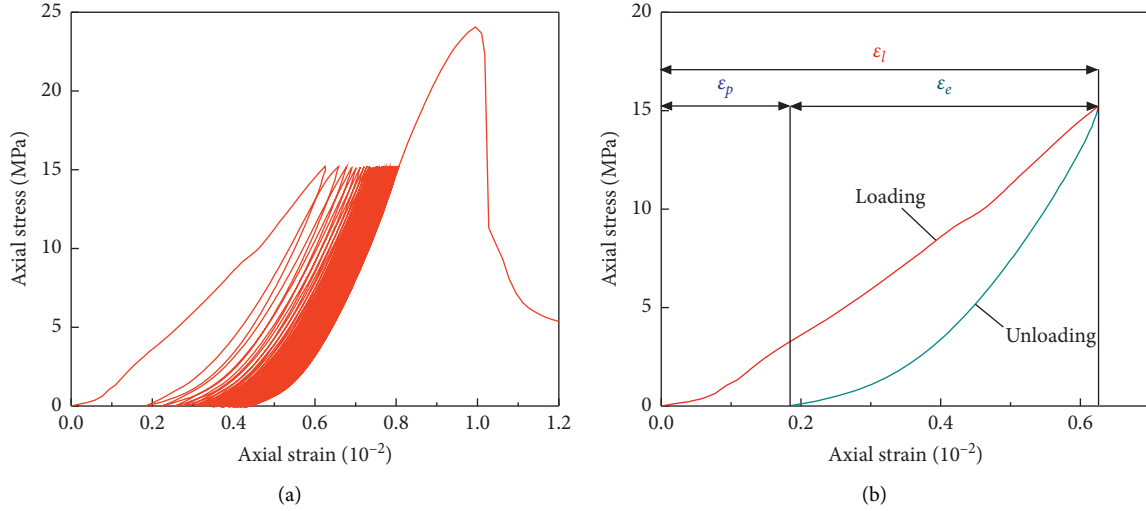 25
20
15
10
5
0
0.0 0.2 0.4 0.6 0.8 1.0 1.2
Axial stress (MPa)
Axial strain (10⁻²)
(a)
20
15
10
5
0
0.0 0.2 0.4 0.6
Axial stress (MPa)
εl
εp
εe
Loading
Unloading
Axial strain (10⁻²)
(b)